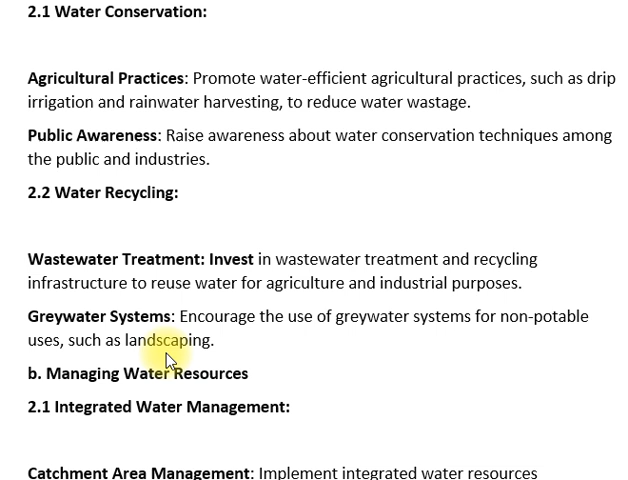 2.1 Water Conservation:
Agricultural Practices: Promote water-efficient agricultural practices, such as drip
irrigation and rainwater harvesting, to reduce water wastage.
Public Awareness: Raise awareness about water conservation techniques among
the public and industries.
2.2 Water Recycling:
Wastewater Treatment: Invest in wastewater treatment and recycling
infrastructure to reuse water for agriculture and industrial purposes.
Greywater Systems: Encourage the use of greywater systems for non-potable
uses, such as landscaping.
b. Managing Water Resources
2.1 Integrated Water Management:
Catchment Area Management: Implement integrated water resources